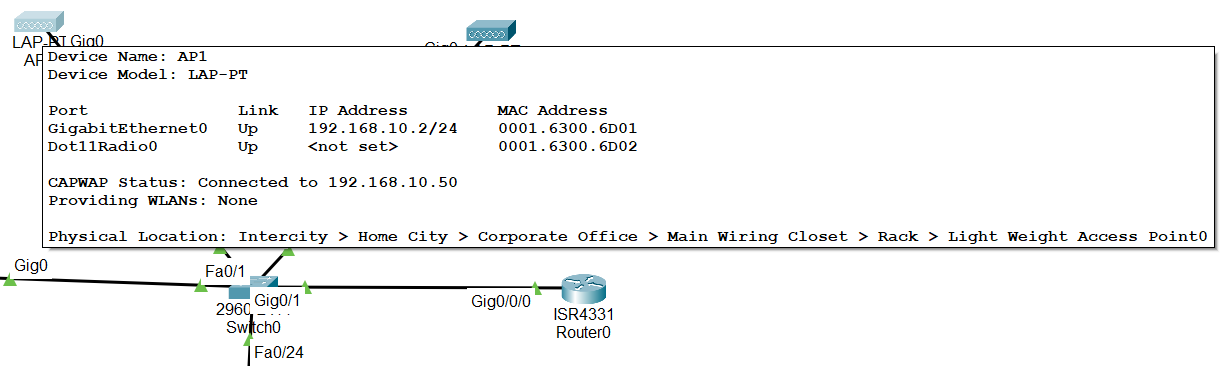 LAP-PT Gig0
Device Name: AP1
Device Model: LAP-PT
Port Link IP Address MAC Address
GigabitEthernet0 Up 192.168.10.2/24 0001.6300.6D01
Dot11Radio0 Up <not set> 0001.6300.6D02
CAPWAP Status: Connected to 192.168.10.50
Providing WLANs: None
Physical Location: Intercity > Home City > Corporate Office > Main Wiring Closet > Rack > Light Weight Access Point0
Gig0
Fa0/1
Gig0/1
Gig0/0/0
ISR4331
Router0
Switch0
Fa0/24